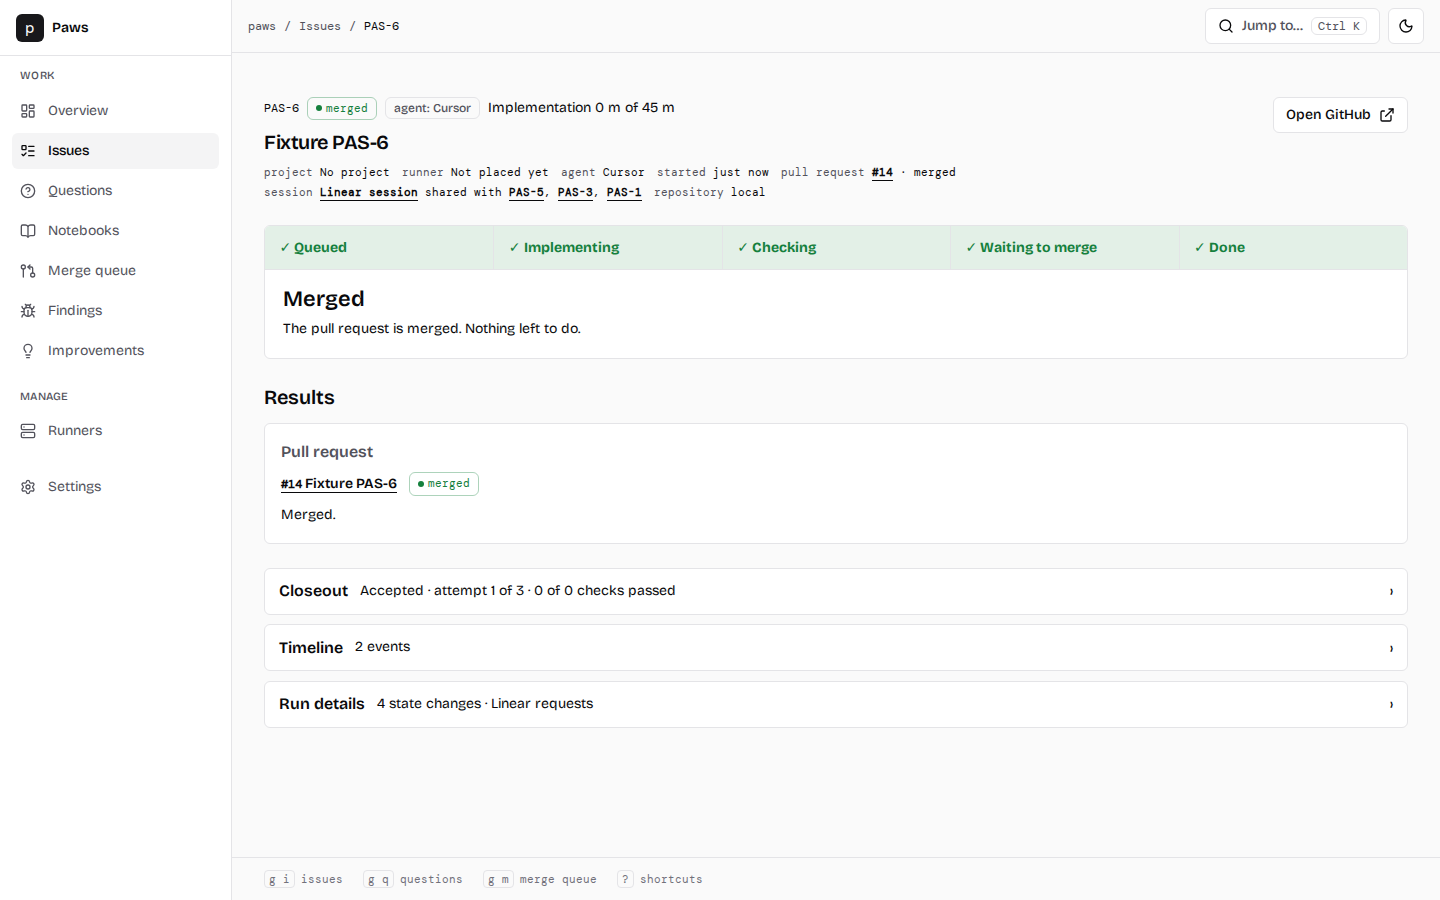 p Paws
paws / Issues / PAS-6
Jump to... Ctrl K
WORK
Overview
Issues
Questions
Notebooks
Merge queue
Findings
Improvements
MANAGE
Runners
Settings
PAS-6 merged agent: Cursor Implementation 0 m of 45 m
Open GitHub
Fixture PAS-6
project No project runner Not placed yet agent Cursor started just now pull request #14 · merged
session Linear session shared with PAS-5, PAS-3, PAS-1 repository local
✓ Queued ✓ Implementing ✓ Checking ✓ Waiting to merge ✓ Done
Merged
The pull request is merged. Nothing left to do.
Results
Pull request
#14 Fixture PAS-6 merged
Merged.
Closeout Accepted · attempt 1 of 3 · 0 of 0 checks passed ›
Timeline 2 events ›
Run details 4 state changes · Linear requests ›
g i issues g q questions g m merge queue ? shortcuts